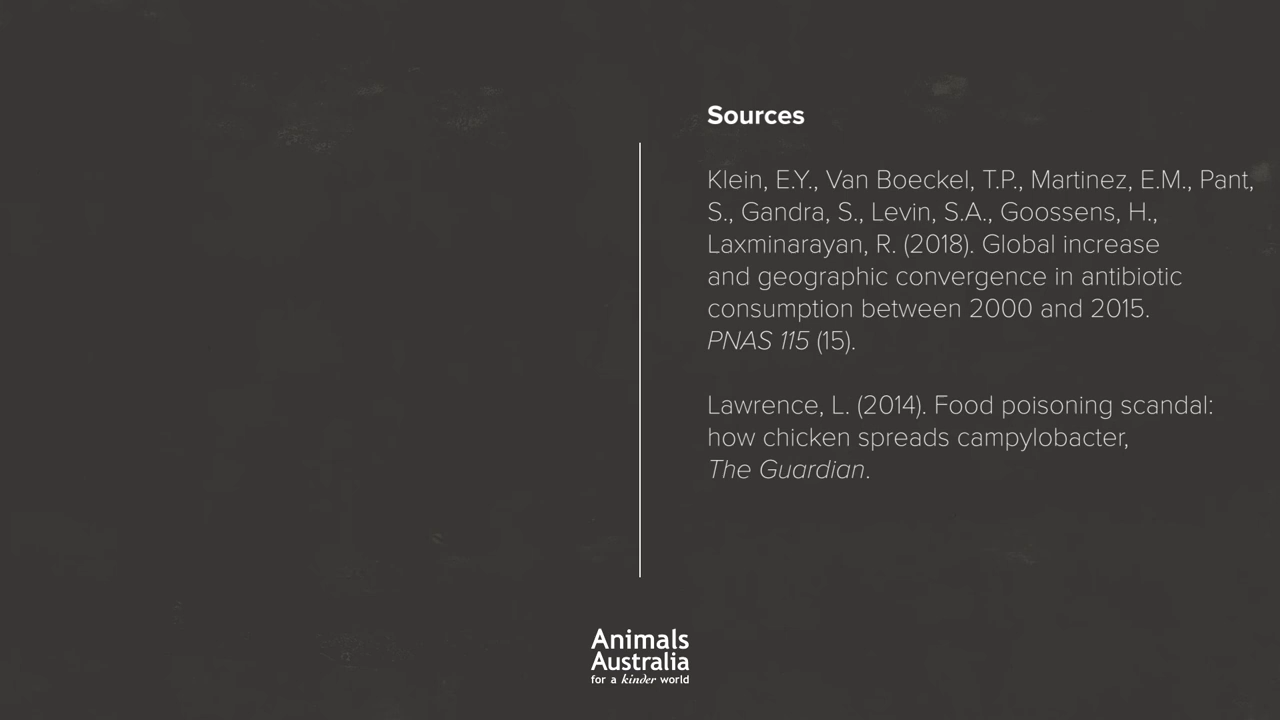 Sources
Klein, E.Y., Van Boeckel, T.P., Martinez, E.M., Pant,
S., Gandra, S., Levin, S.A., Goossens, H.,
Laxminarayan, R. (2018). Global increase
and geographic convergence in antibiotic
consumption between 2000 and 2015.
PNAS 115 (15).
Lawrence, L. (2014). Food poisoning scandal:
how chicken spreads campylobacter,
The Guardian.
Animals
Australia
for a kinder world